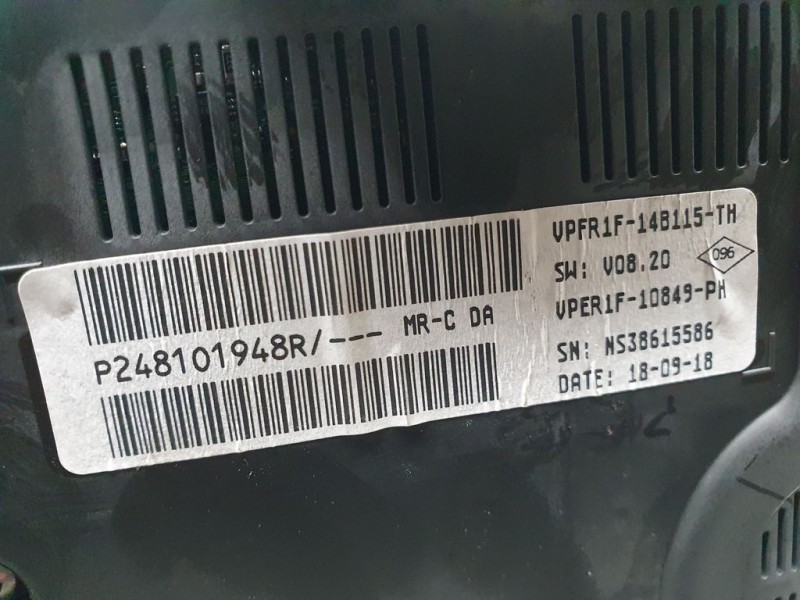 P248101948R/--- MR-C DA
VPFR1F-14B115-TH
SW: V08.20
096
VPER1F-10849-PH
SN: NS38615586
DATE: 18-09-18